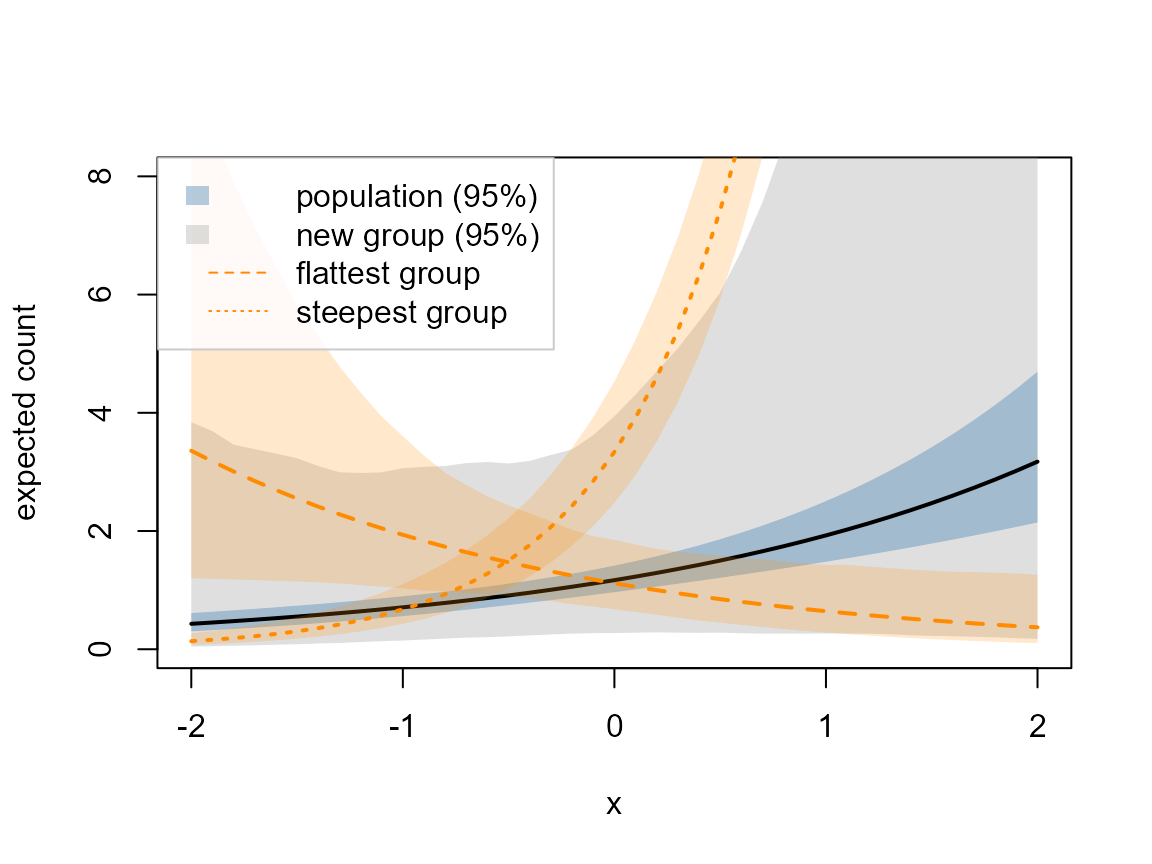 population (95%)
new group (95%)
flattest group
steepest group
8
6
4
2
0
expected count
-2
-1
0
1
2
x